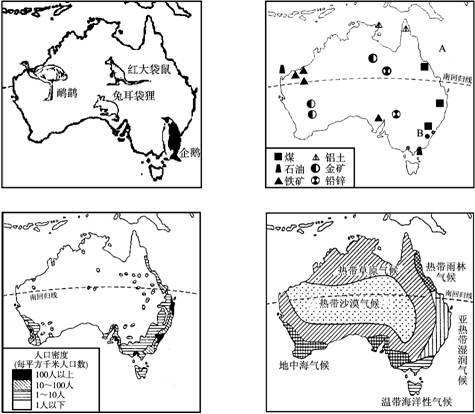 红大袋鼠
鸸鹋
兔耳袋狸
企鹅
A
南回归线
B
煤
铝土
石油
金矿
铁矿
铅锌
南回归线
人口密度
(每平方千米人口数)
100人以上
10~100人
1~10人
1人以下
热带草原气候
热带雨林
气候
南回归线
热带沙漠气候
亚热带湿润气候
地中海气候
温带海洋性气候